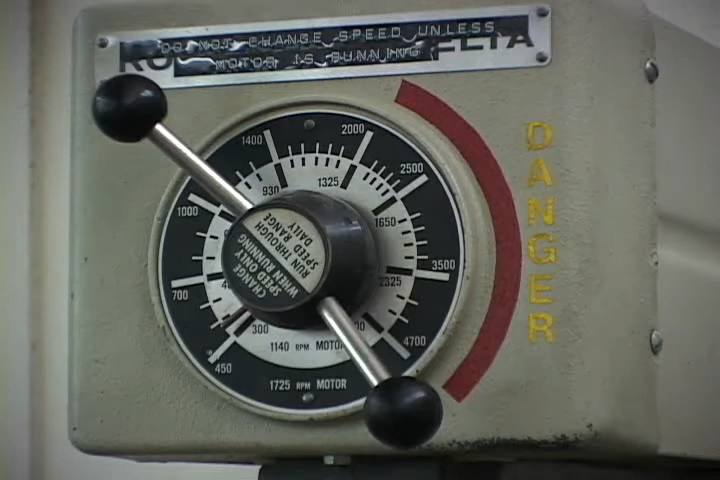 DO NOT CHANGE SPEED UNLESS
MOTOR IS RUNNING
DANGER
1400
2000
2500
3500
4700
450
700
1000
930
1325
1650
2325
300
1140 RPM MOTOR
1725 RPM MOTOR
CHANGE
SPEED ONLY
WHEN RUNNING
RUN THROUGH
SPEED RANGE
DAILY